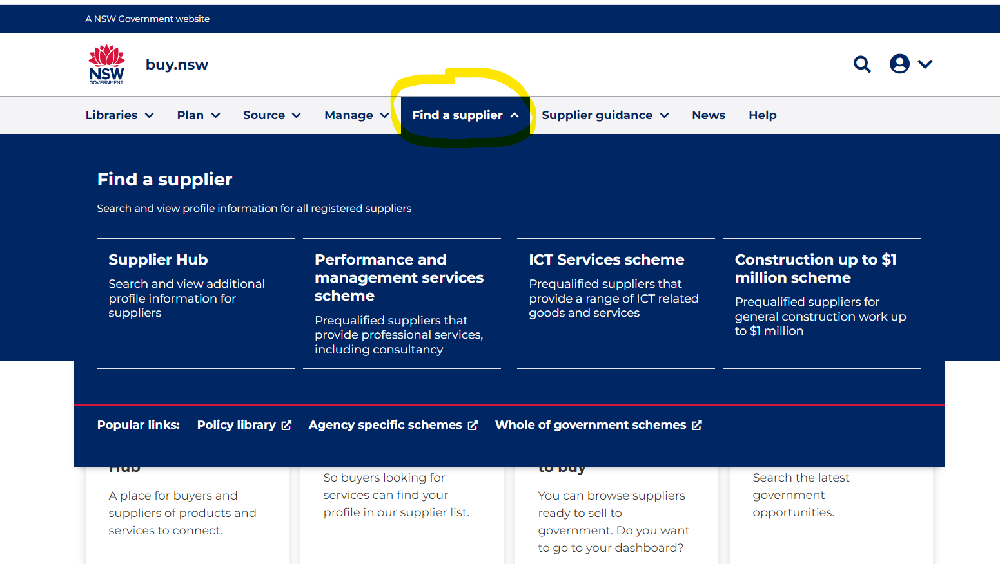 A NSW Government website
NSW
GOVERNMENT
buy.nsw
Libraries Plan Source Manage Find a supplier Supplier guidance News Help
Find a supplier
Search and view profile information for all registered suppliers
Supplier Hub
Search and view additional
profile information for
suppliers
Performance and
management services
scheme
Prequalified suppliers that
provide professional services,
including consultancy
ICT Services scheme
Prequalified suppliers that
provide a range of ICT related
goods and services
Construction up to $1
million scheme
Prequalified suppliers for
general construction work up
to $1 million
Popular links: Policy library Agency specific schemes Whole of government schemes
Hub
A place for buyers and
suppliers of products and
services to connect.
So buyers looking for
services can find your
profile in our supplier list.
to buy
You can browse suppliers
ready to sell to
government. Do you want
to go to your dashboard?
Search the latest
government
opportunities.